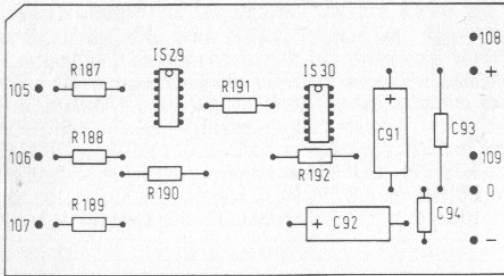 108
IS29
+
R187
IS30
105
R191
+
C91
C93
R188
106
109
R192
R190
0
R189
C94
+ C92
107
−